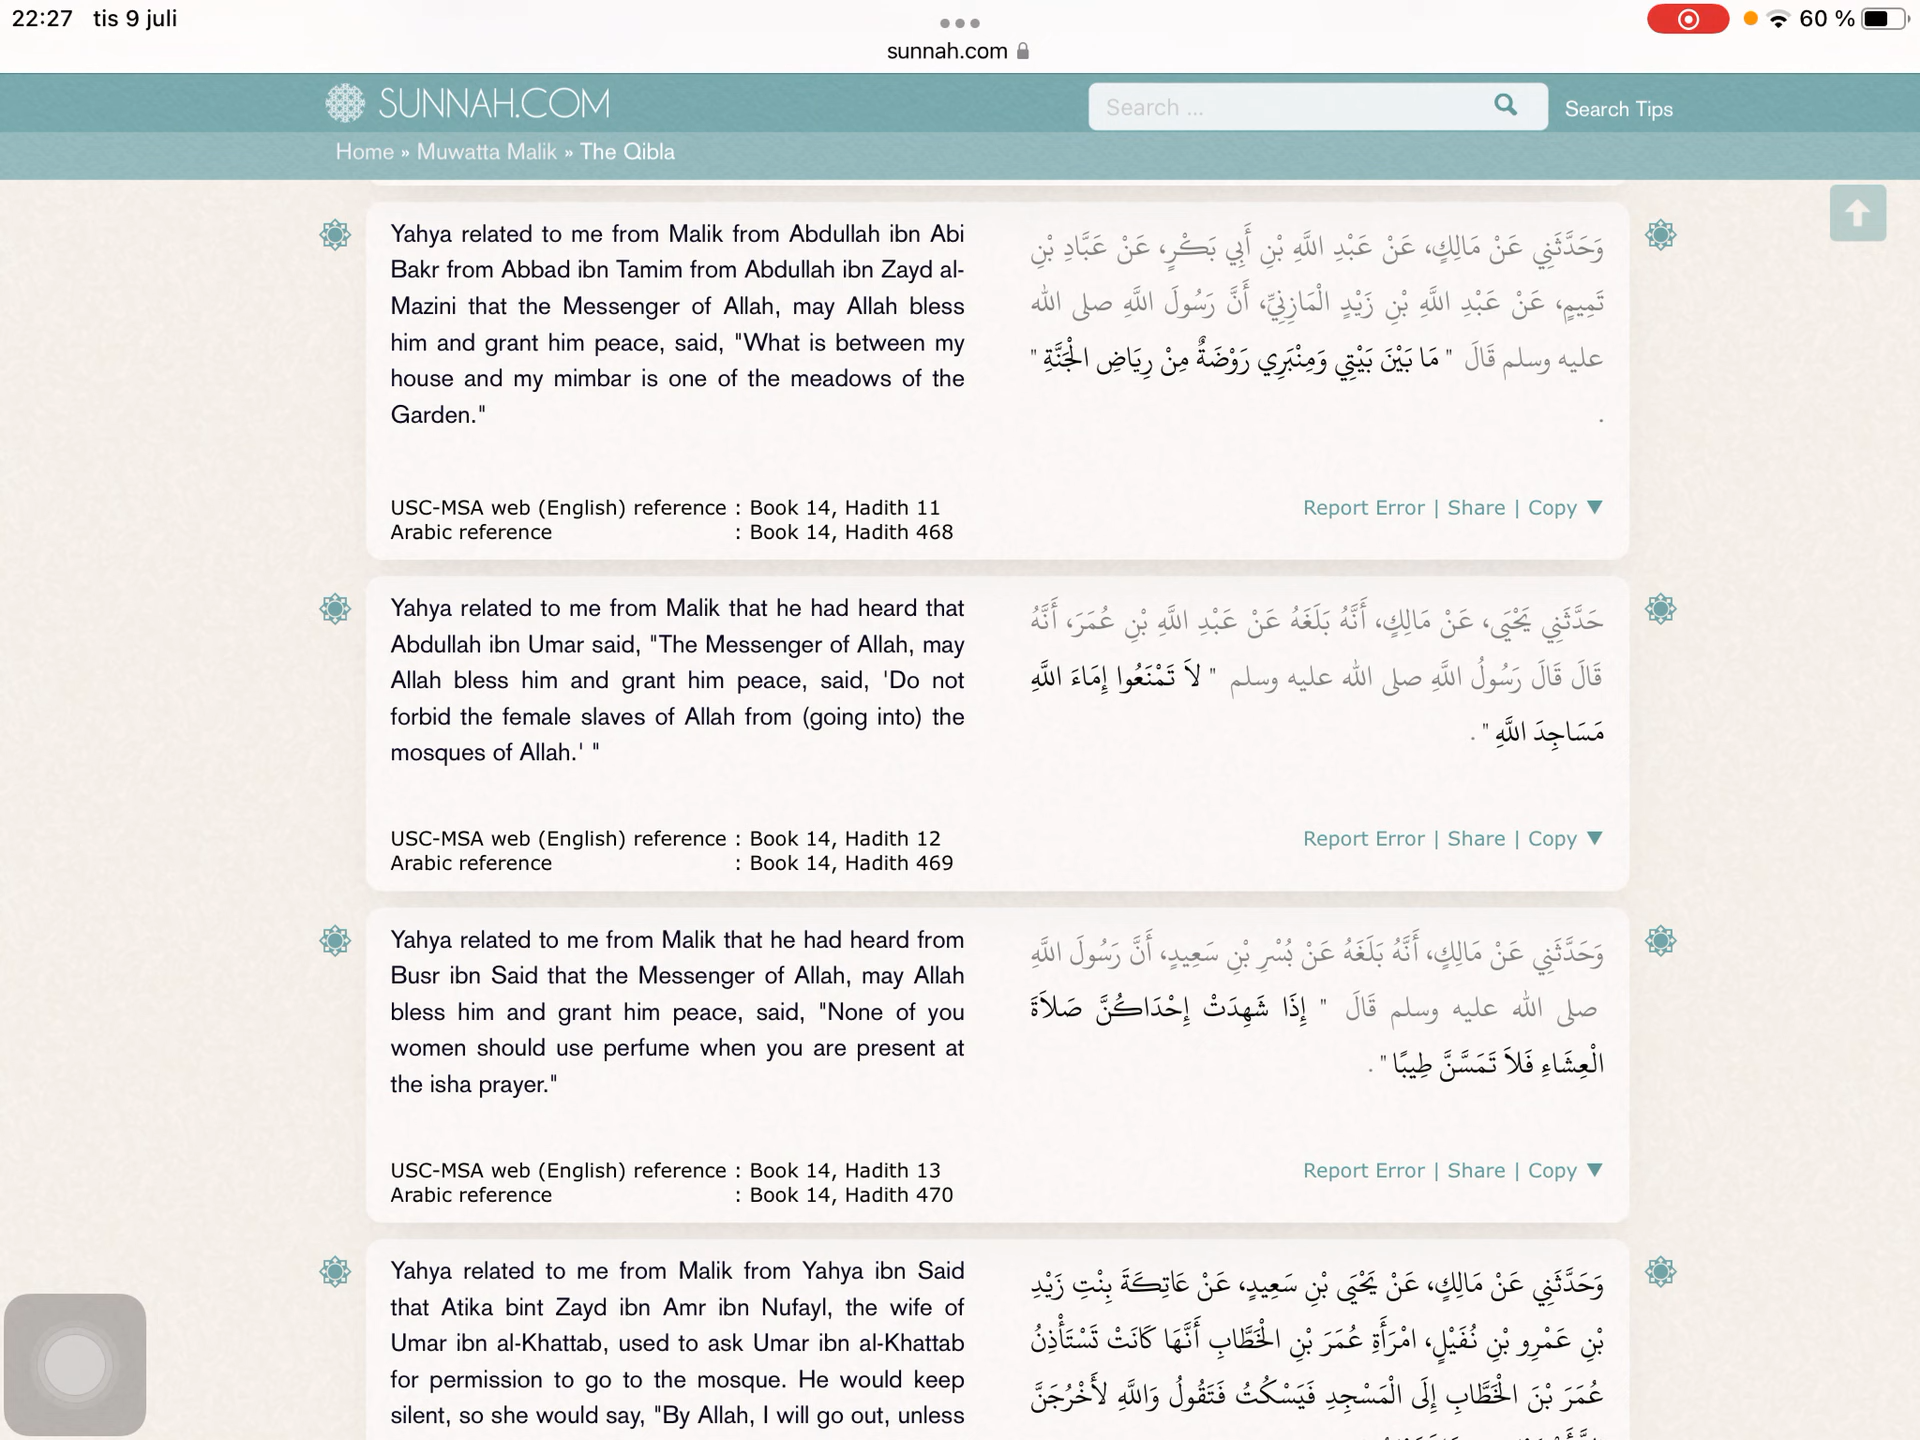 22:27 tis 9 juli
60 %
sunnah.com
SUNNAH.COM
Search ...
Search Tips
Home » Muwatta Malik » The Qibla
Yahya related to me from Malik from Abdullah ibn Abi
Bakr from Abbad ibn Tamim from Abdullah ibn Zayd al-
Mazini that the Messenger of Allah, may Allah bless
him and grant him peace, said, "What is between my
house and my mimbar is one of the meadows of the
Garden."
وَحَدَّثَنِي عَنْ مَالِكٍ، عَنْ عَبْدِ اللَّهِ بْنِ أَبِي بَكْرٍ، عَنْ عَبَّادِ بْنِ
تَمِيمٍ، عَنْ عَبْدِ اللَّهِ بْنِ زَيْدٍ الْمَازِنِيِّ، أَنَّ رَسُولَ اللَّهِ صلى الله
عليه وسلم قَالَ ‏"‏ مَا بَيْنَ بَيْتِي وَمِنْبَرِي رَوْضَةٌ مِنْ رِيَاضِ الْجَنَّةِ ‏"‏
.
USC-MSA web (English) reference : Book 14, Hadith 11
Arabic reference : Book 14, Hadith 468
Report Error | Share | Copy ▼
Yahya related to me from Malik that he had heard that
Abdullah ibn Umar said, "The Messenger of Allah, may
Allah bless him and grant him peace, said, 'Do not
forbid the female slaves of Allah from (going into) the
mosques of Allah.' "
حَدَّثَنِي يَحْيَى، عَنْ مَالِكٍ، أَنَّهُ بَلَغَهُ عَنْ عَبْدِ اللَّهِ بْنِ عُمَرَ، أَنَّهُ
قَالَ قَالَ رَسُولُ اللَّهِ صلى الله عليه وسلم ‏"‏ لاَ تَمْنَعُوا إِمَاءَ اللَّهِ
مَسَاجِدَ اللَّهِ ‏"‏ .
USC-MSA web (English) reference : Book 14, Hadith 12
Arabic reference : Book 14, Hadith 469
Report Error | Share | Copy ▼
Yahya related to me from Malik that he had heard from
Busr ibn Said that the Messenger of Allah, may Allah
bless him and grant him peace, said, "None of you
women should use perfume when you are present at
the isha prayer."
وَحَدَّثَنِي عَنْ مَالِكٍ، أَنَّهُ بَلَغَهُ عَنْ بُسْرِ بْنِ سَعِيدٍ، أَنَّ رَسُولَ اللَّهِ
صلى الله عليه وسلم قَالَ ‏"‏ إِذَا شَهِدَتْ إِحْدَاكُنَّ صَلاَةَ
الْعِشَاءِ فَلاَ تَمَسَّنَّ طِيبًا ‏"‏ .
USC-MSA web (English) reference : Book 14, Hadith 13
Arabic reference : Book 14, Hadith 470
Report Error | Share | Copy ▼
Yahya related to me from Malik from Yahya ibn Said
that Atika bint Zayd ibn Amr ibn Nufayl, the wife of
Umar ibn al-Khattab, used to ask Umar ibn al-Khattab
for permission to go to the mosque. He would keep
silent, so she would say, "By Allah, I will go out, unless
وَحَدَّثَنِي عَنْ مَالِكٍ، عَنْ يَحْيَى بْنِ سَعِيدٍ، عَنْ عَاتِكَةَ بِنْتِ زَيْدِ
بْنِ عَمْرِو بْنِ نُفَيْلٍ، امْرَأَةِ عُمَرَ بْنِ الْخَطَّابِ أَنَّهَا كَانَتْ تَسْتَأْذِنُ
عُمَرَ بْنَ الْخَطَّابِ إِلَى الْمَسْجِدِ فَيَسْكُتُ فَتَقُولُ وَاللَّهِ لأَخْرُجَنَّ